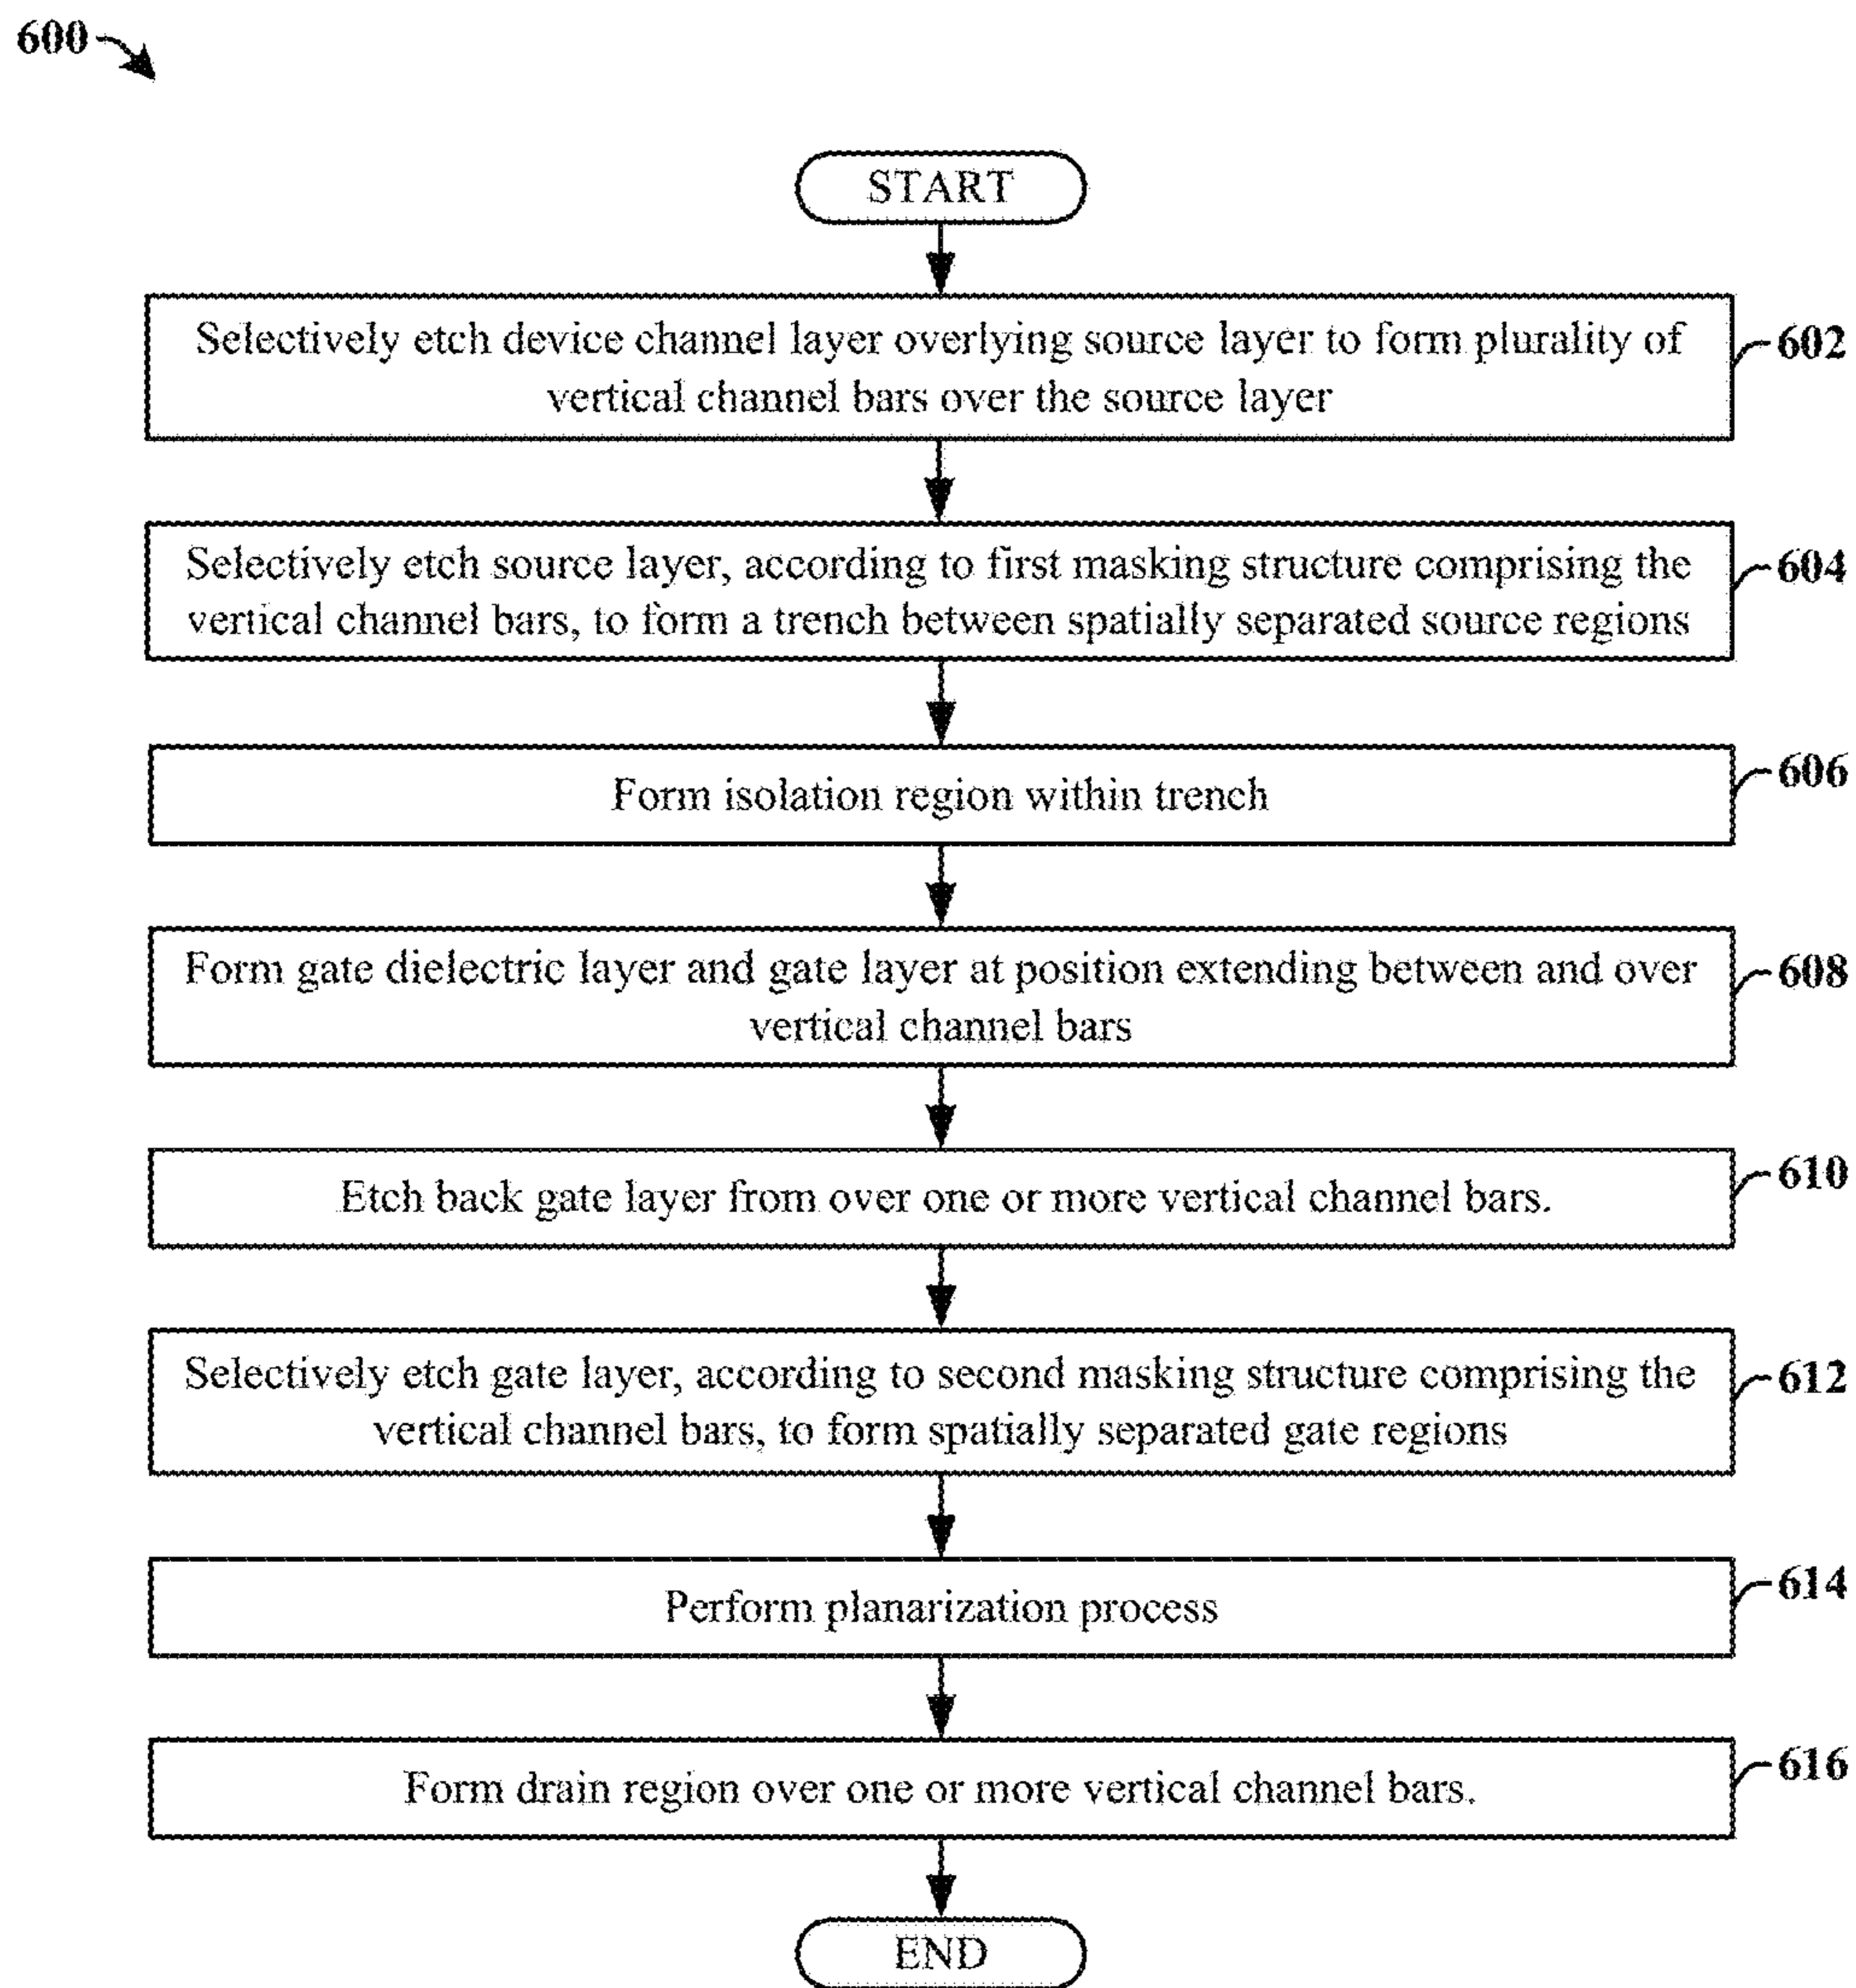 600
START
Selectively etch device channel layer overlying source layer to form plurality of
vertical channel bars over the source layer
602
Selectively etch source layer, according to first masking structure comprising the
vertical channel bars, to form a trench between spatially separated source regions
604
Form isolation region within trench
606
Form gate dielectric layer and gate layer at position extending between and over
vertical channel bars
608
Etch back gate layer from over one or more vertical channel bars.
610
Selectively etch gate layer, according to second masking structure comprising the
vertical channel bars, to form spatially separated gate regions
612
Perform planarization process
614
Form drain region over one or more vertical channel bars.
616
END